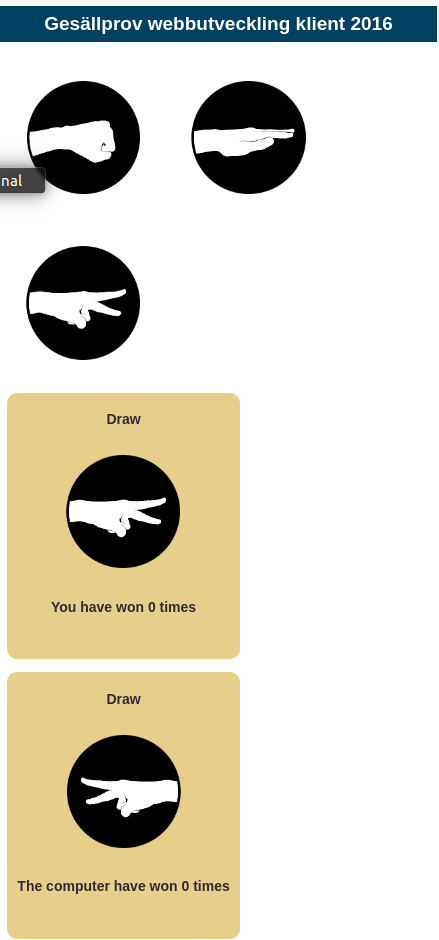 Gesällprov webbutveckling klient 2016
nal
Draw
You have won 0 times
Draw
The computer have won 0 times